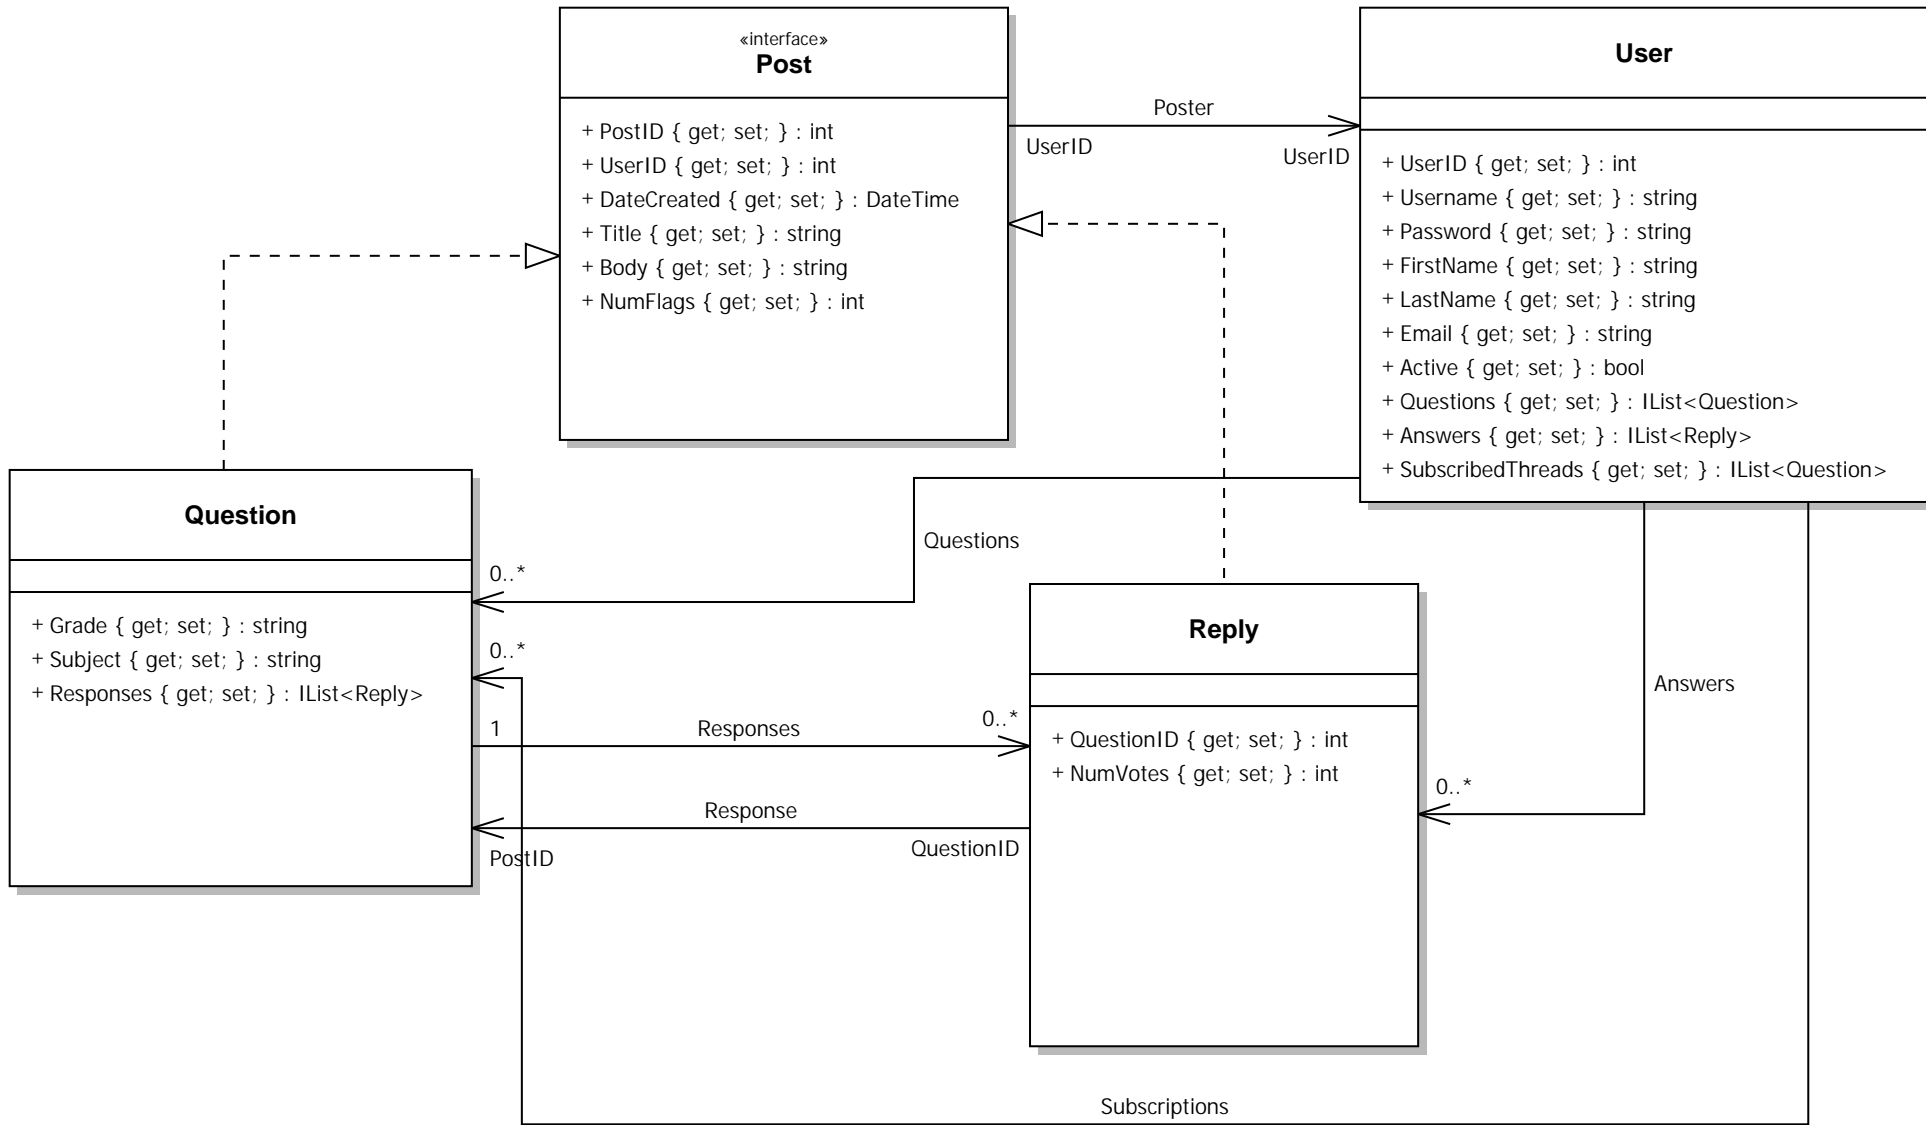 «interface»
Post
+ PostID { get; set; } : int
+ UserID { get; set; } : int
+ DateCreated { get; set; } : DateTime
+ Title { get; set; } : string
+ Body { get; set; } : string
+ NumFlags { get; set; } : int
Poster
UserID
UserID
User
+ UserID { get; set; } : int
+ Username { get; set; } : string
+ Password { get; set; } : string
+ FirstName { get; set; } : string
+ LastName { get; set; } : string
+ Email { get; set; } : string
+ Active { get; set; } : bool
+ Questions { get; set; } : IList<Question>
+ Answers { get; set; } : IList<Reply>
+ SubscribedThreads { get; set; } : IList<Question>
Question
+ Grade { get; set; } : string
+ Subject { get; set; } : string
+ Responses { get; set; } : IList<Reply>
Questions
0..*
0..*
1
Responses
0..*
Response
PostID
QuestionID
Reply
+ QuestionID { get; set; } : int
+ NumVotes { get; set; } : int
Answers
0..*
Subscriptions